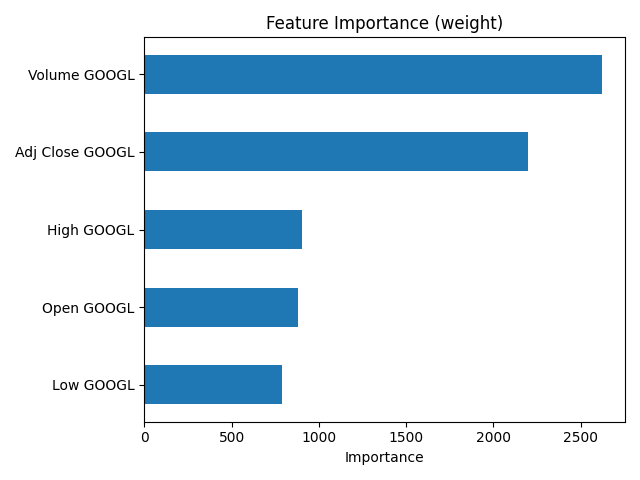 Feature Importance (weight)
Volume GOOGL
Adj Close GOOGL
High GOOGL
Open GOOGL
Low GOOGL
0 500 1000 1500 2000 2500
Importance